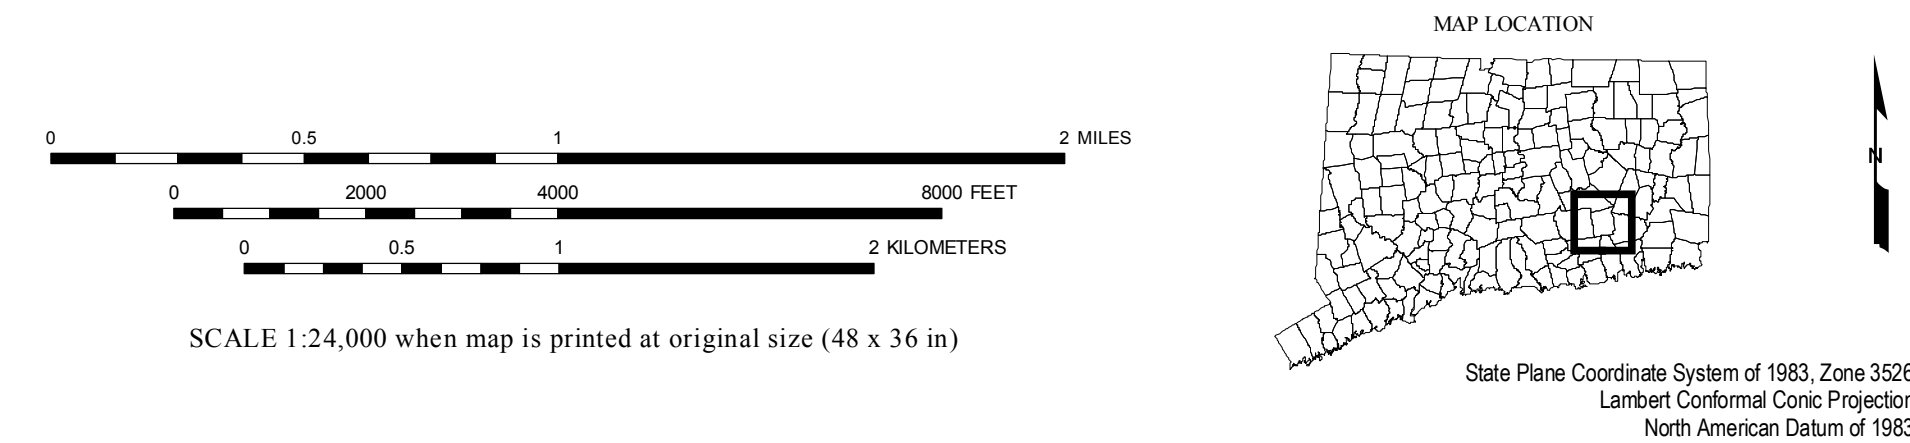 MAP LOCATION
0 0.5 1 2 MILES
0 2000 4000 8000 FEET
0 0.5 1 2 KILOMETERS
SCALE 1:24,000 when map is printed at original size (48 x 36 in)
N
State Plane Coordinate System of 1983, Zone 3526
Lambert Conformal Conic Projection
North American Datum of 1983